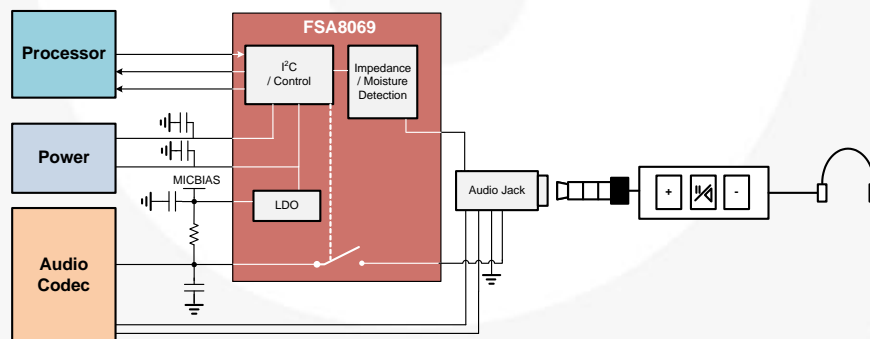 FSA8069
Processor
I²C
/ Control
Impedance
/ Moisture
Detection
Power
MICBIAS
LDO
Audio Jack
+
-
Audio
Codec